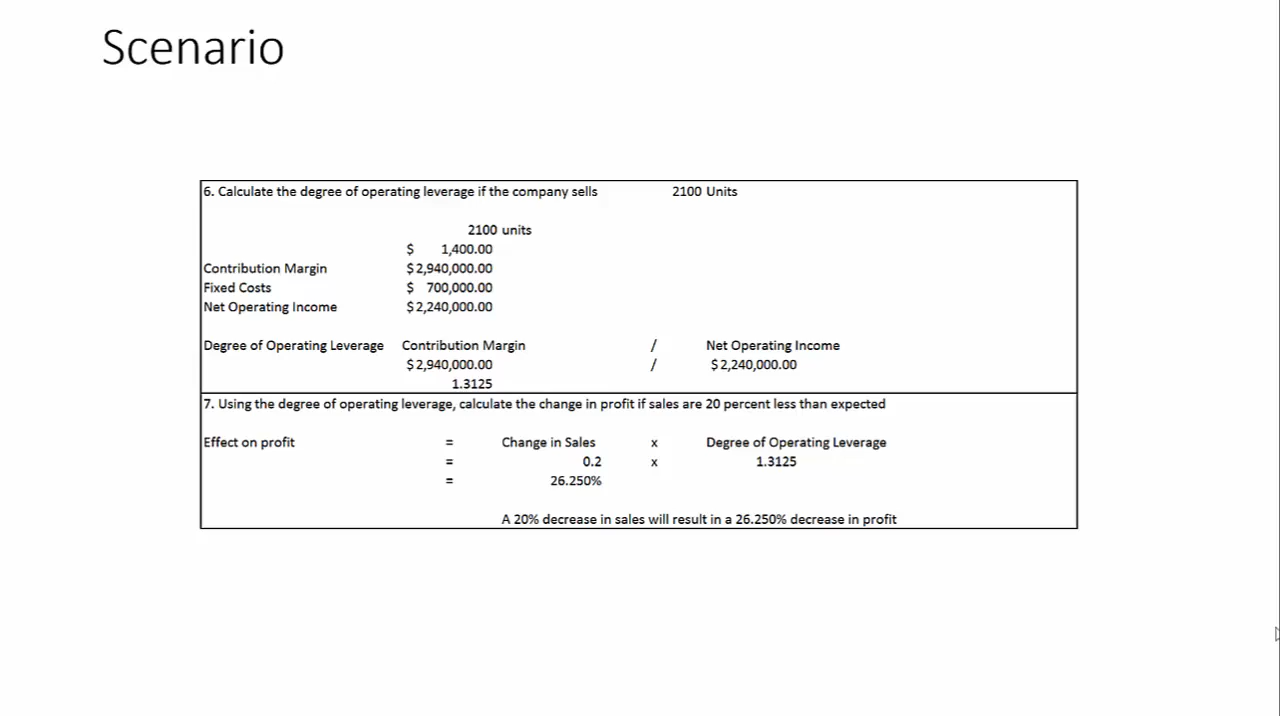 Scenario
6. Calculate the degree of operating leverage if the company sells 2100 Units
2100 units
$ 1,400.00
Contribution Margin $2,940,000.00
Fixed Costs $ 700,000.00
Net Operating Income $2,240,000.00
Degree of Operating Leverage Contribution Margin / Net Operating Income
$2,940,000.00 / $2,240,000.00
1.3125
7. Using the degree of operating leverage, calculate the change in profit if sales are 20 percent less than expected
Effect on profit = Change in Sales x Degree of Operating Leverage
= 0.2 x 1.3125
= 26.250%
A 20% decrease in sales will result in a 26.250% decrease in profit